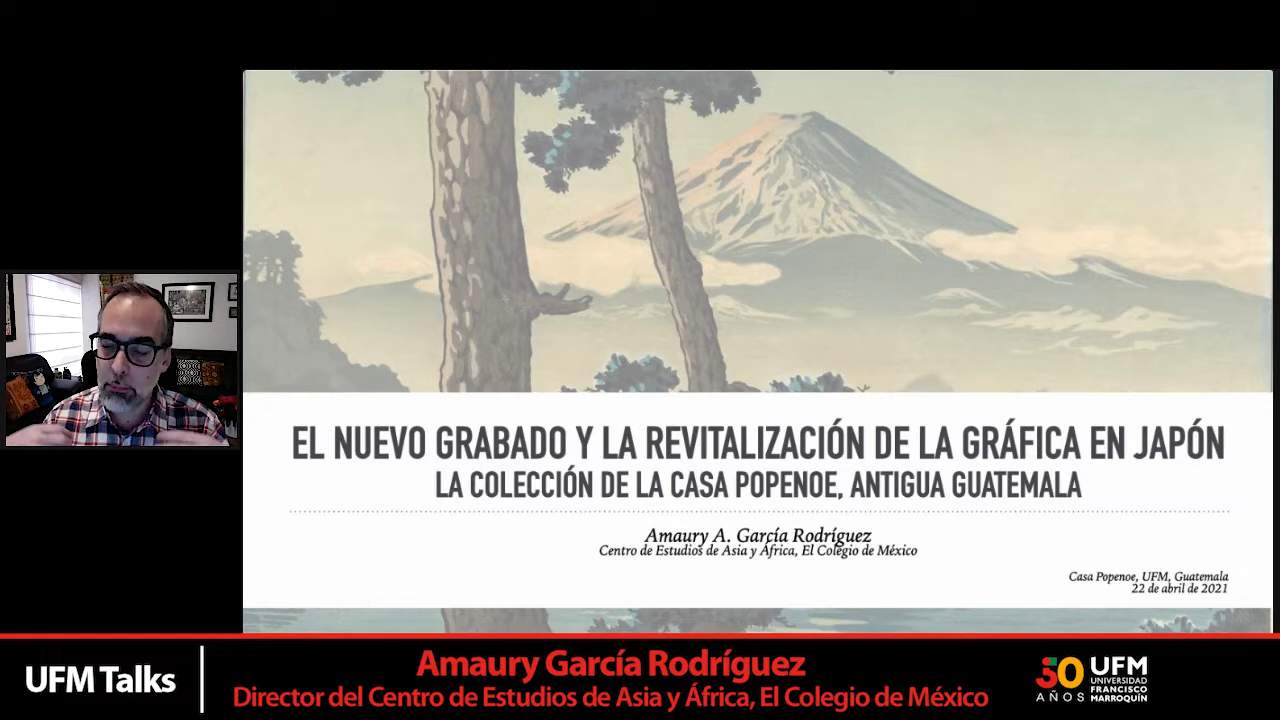 EL NUEVO GRABADO Y LA REVITALIZACIÓN DE LA GRÁFICA EN JAPÓN
LA COLECCIÓN DE LA CASA POPENOE, ANTIGUA GUATEMALA
Amaury A. García Rodríguez
Centro de Estudios de Asia y África, El Colegio de México
Casa Popenoe, UFM, Guatemala
22 de abril de 2021
UFM Talks
Amaury García Rodríguez
Director del Centro de Estudios de Asia y África, El Colegio de México
50
AÑOS
UFM
UNIVERSIDAD
FRANCISCO
MARROQUÍN